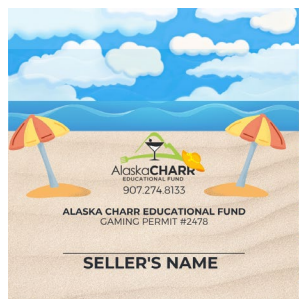 AlaskaCHARR
EDUCATIONAL FUND
907.274.8133
ALASKA CHARR EDUCATIONAL FUND
GAMING PERMIT #2478
SELLER'S NAME